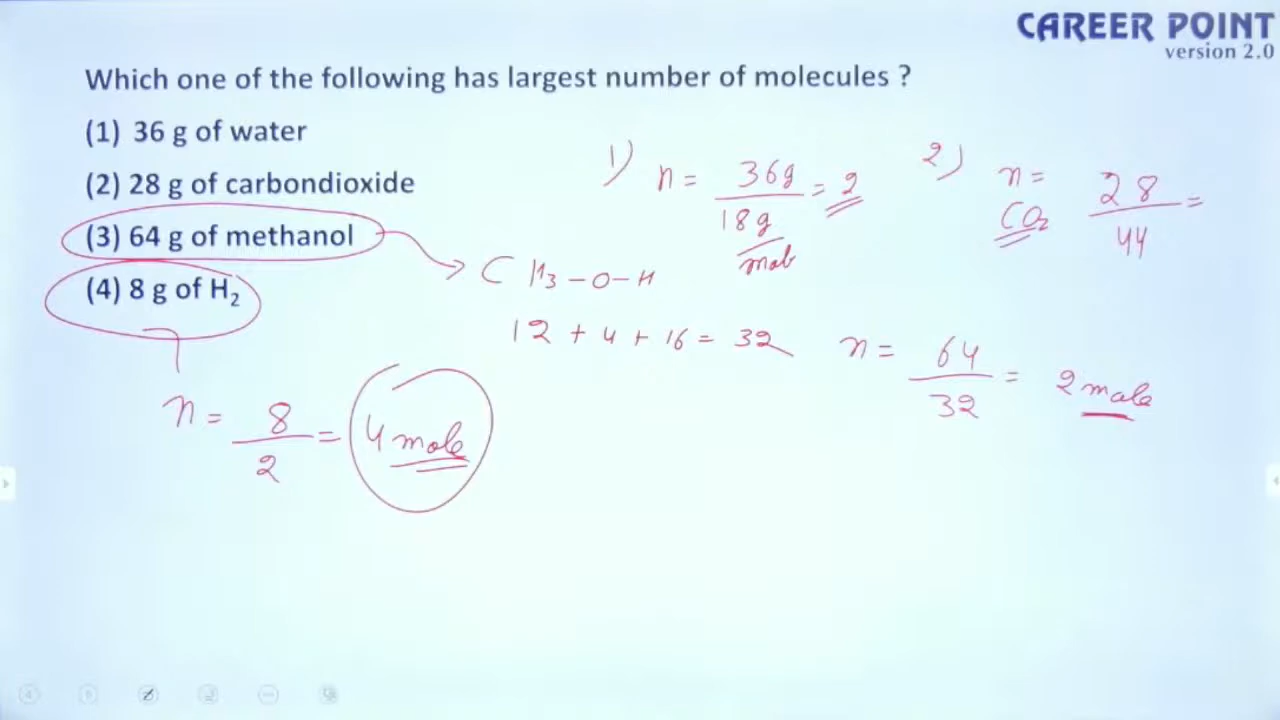 CAREER POINT
version 2.0
Which one of the following has largest number of molecules ?
(1) 36 g of water
(2) 28 g of carbondioxide
(3) 64 g of methanol
(4) 8 g of H₂
1) n = 36g / 18g/mol = 2
2) n CO₂ = 28 / 44 =
CH₃-O-H
12 + 4 + 16 = 32
n = 64 / 32 = 2 mole
n = 8 / 2 = 4 mole